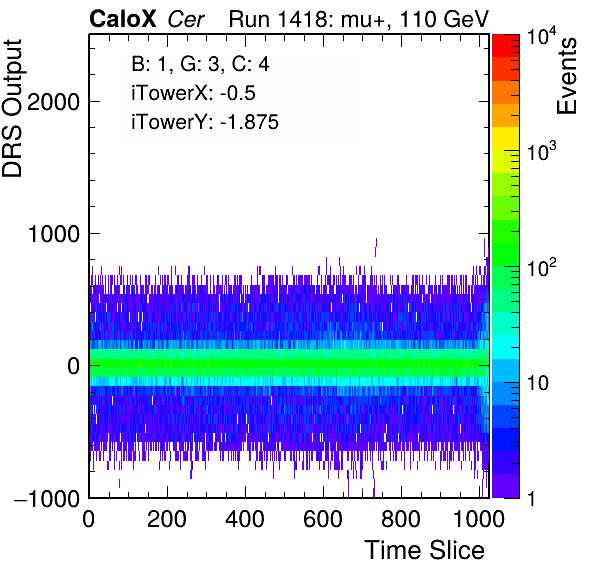 CaloX Cer Run 1418: mu+, 110 GeV
B: 1, G: 3, C: 4
iTowerX: -0.5
iTowerY: -1.875
DRS Output
2000
1000
0
−1000
0 200 400 600 800 1000
Time Slice
10^4
10^3
10^2
10
1
Events